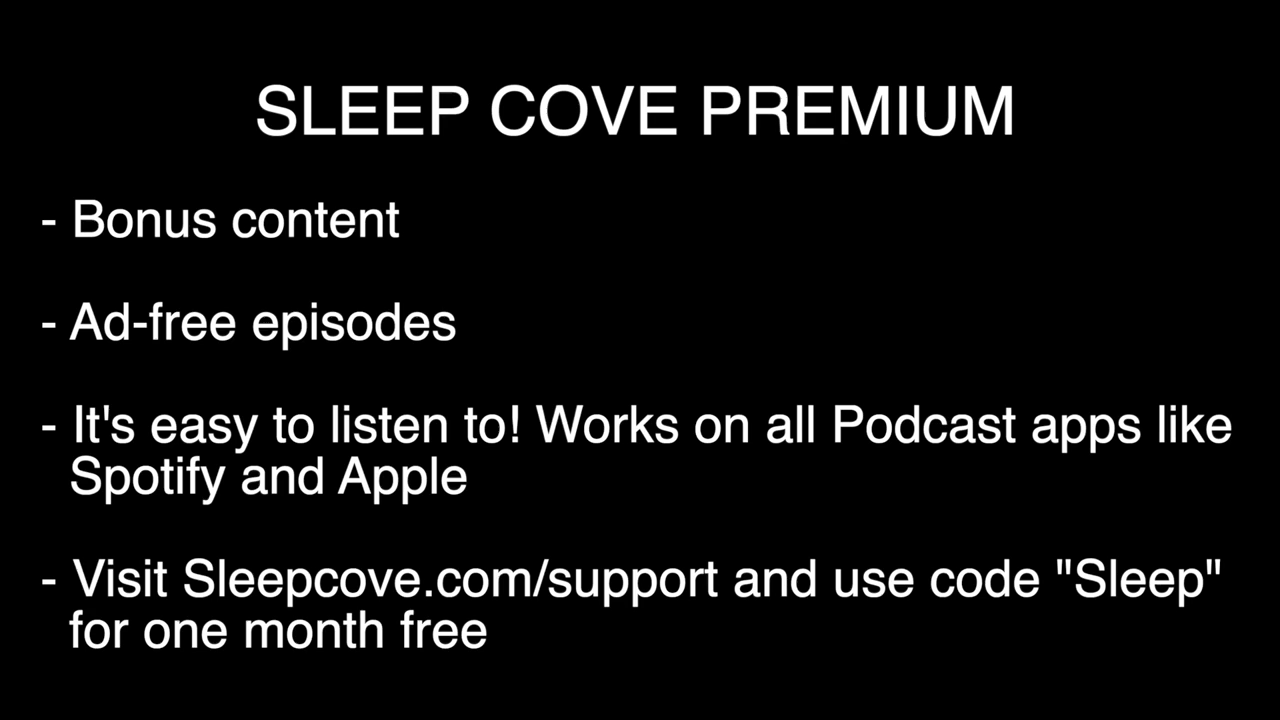 SLEEP COVE PREMIUM
- Bonus content
- Ad-free episodes
- It's easy to listen to! Works on all Podcast apps like
Spotify and Apple
- Visit Sleepcove.com/support and use code "Sleep"
for one month free